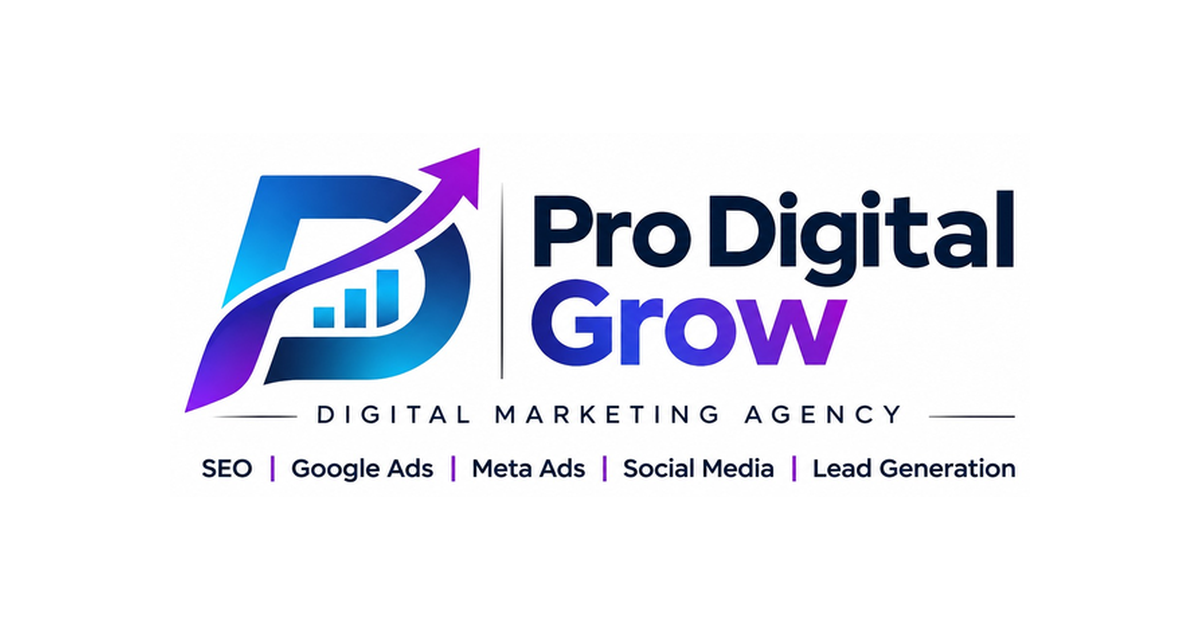 Pro Digital
Grow
DIGITAL MARKETING AGENCY
SEO | Google Ads | Meta Ads | Social Media | Lead Generation